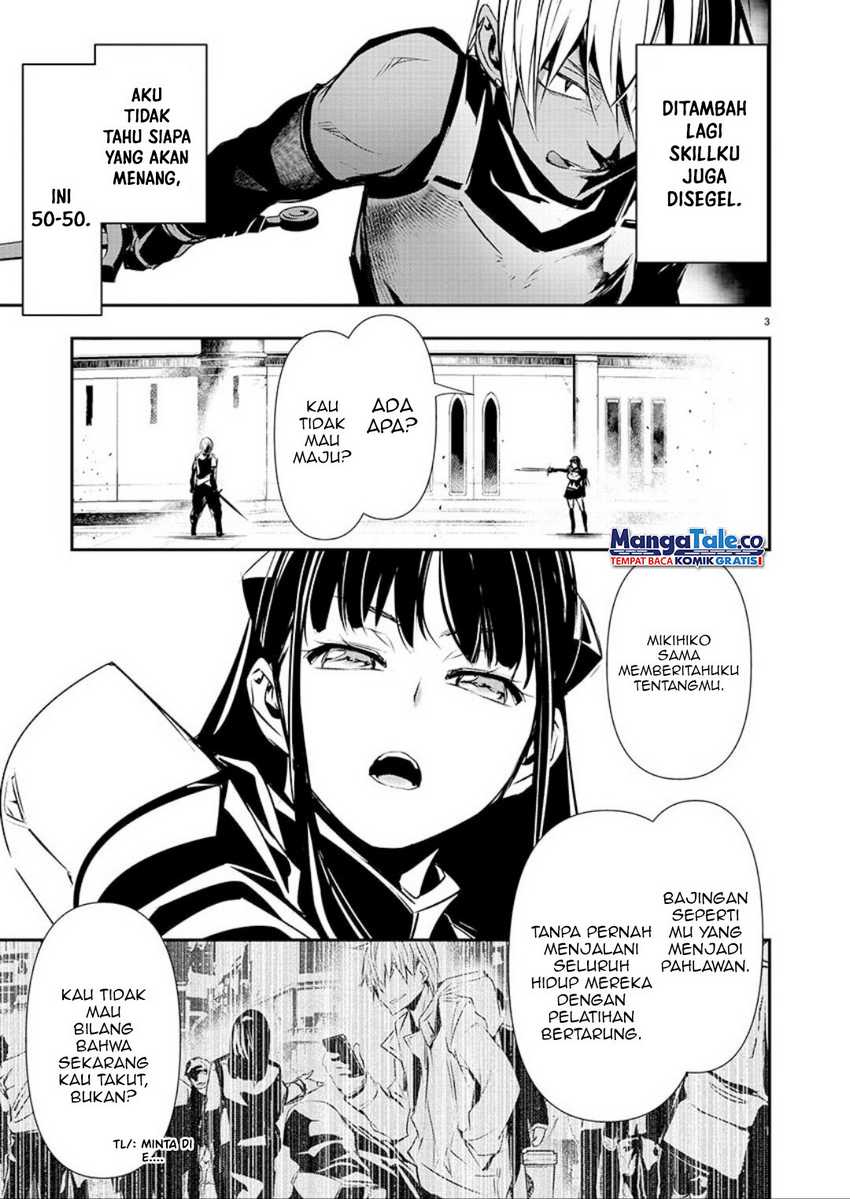 DITAMBAH
LAGI
SKILLKU
JUGA
DISEGEL.
AKU
TIDAK
TAHU SIAPA
YANG AKAN
MENANG,
INI
50-50.
3
ADA
APA?
KAU
TIDAK
MAU
MAJU?
MangaTale.co
TEMPAT BACA KOMIK GRATIS!
MIKIHIKO
SAMA
MEMBERITAHUKU
TENTANGMU.
BAJINGAN
SEPERTI
MU YANG
MENJADI
PAHLAWAN.
TANPA PERNAH
MENJALANI
SELURUH
HIDUP MEREKA
DENGAN
PELATIHAN
BERTARUNG.
KAU TIDAK
MAU
BILANG
BAHWA
SEKARANG
KAU TAKUT,
BUKAN?
TL/: MINTA DI
E....